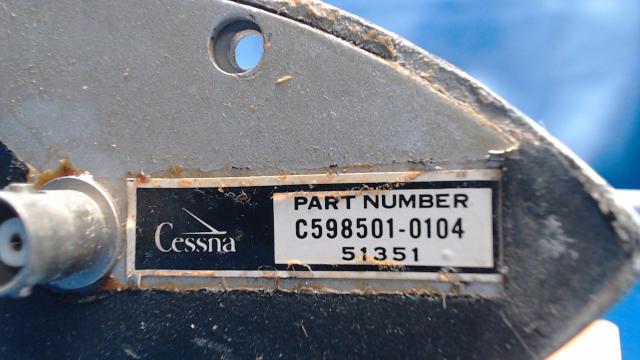 Cessna
PART NUMBER
C598501-0104
51351